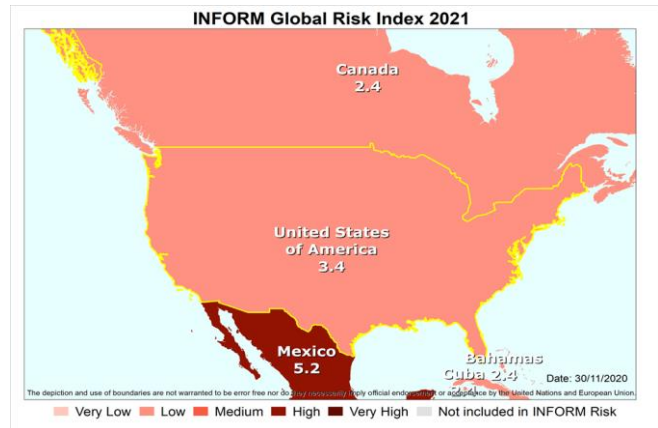 INFORM Global Risk Index 2021
Canada
2.4
United States
of America
3.4
Mexico
5.2
Bahamas
2.4
Cuba
Date: 30/11/2020
The depiction and use of boundaries are not warranted to be error free nor do they necessarily imply official endorsement or acceptance by the United Nations and European Union.
Very Low Low Medium High Very High Not included in INFORM Risk